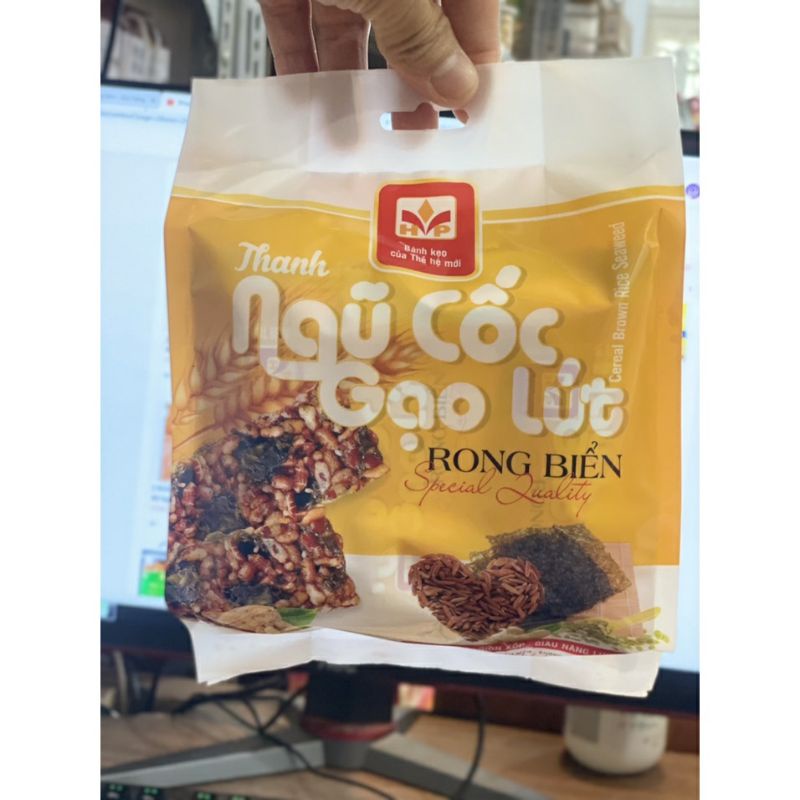 HP
Bánh kẹo
của Thế hệ mới
Thanh
Ngũ Cốc
Gạo Lứt
RONG BIỂN
Special Quality
Cereal Brown Rice Seaweed